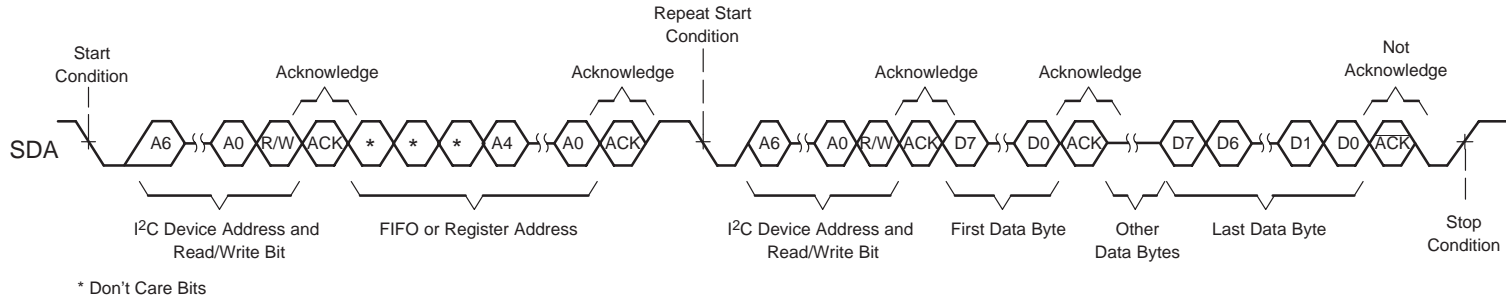 Repeat Start
Condition
Start
Condition
Acknowledge
Acknowledge
Acknowledge
Acknowledge
Not
Acknowledge
SDA
A6 A0 R/W ACK * * * A4 A0 ACK A6 A0 R/W ACK D7 D0 ACK D7 D6 D1 D0 ACK
I²C Device Address and
Read/Write Bit
FIFO or Register Address
I²C Device Address and
Read/Write Bit
First Data Byte
Other
Data Bytes
Last Data Byte
Stop
Condition
* Don't Care Bits